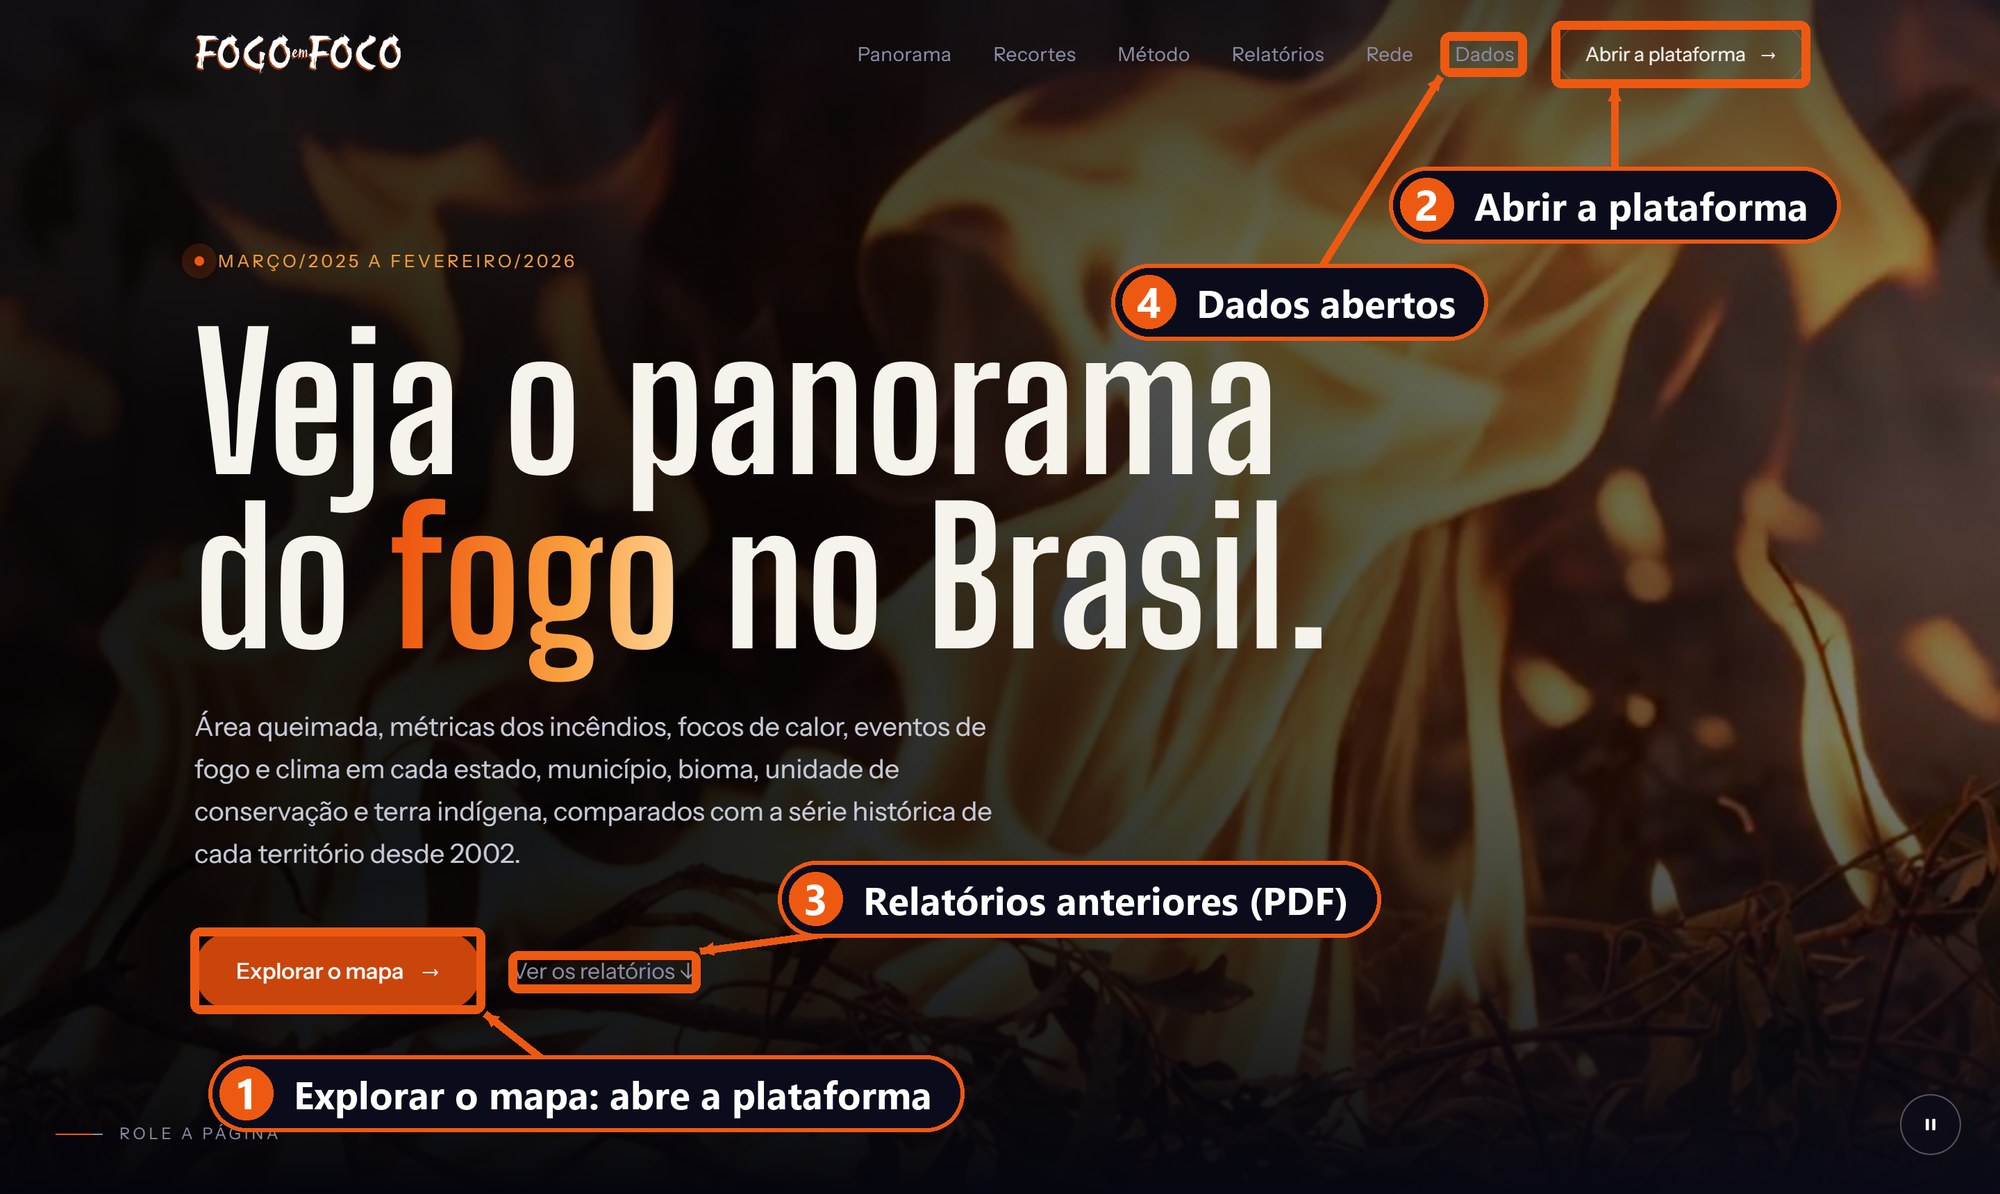 FOGO em FOCO
Panorama Recortes Método Relatórios Rede Dados Abrir a plataforma →
2 Abrir a plataforma
MARÇO/2025 A FEVEREIRO/2026
4 Dados abertos
Veja o panorama
do fogo no Brasil.
Área queimada, métricas dos incêndios, focos de calor, eventos de
fogo e clima em cada estado, município, bioma, unidade de
conservação e terra indígena, comparados com a série histórica de
cada território desde 2002.
3 Relatórios anteriores (PDF)
Explorar o mapa → Ver os relatórios ↓
1 Explorar o mapa: abre a plataforma
ROLE A PÁGINA